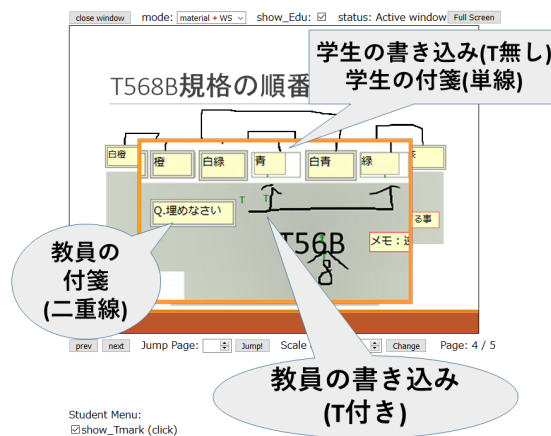 close window mode: material + WS show_Edu: status: Active window Full Screen
学生の書き込み(T無し)
学生の付箋(単線)
T568B規格の順番
白橙 橙 白緑 青 白青 緑
Q.埋めなさい T T
る事
T56B メモ:
教員の
付箋
(二重線)
prev next Jump Page: Jump! Scale Change Page: 4 / 5
教員の書き込み
(T付き)
Student Menu:
show_Tmark (click)